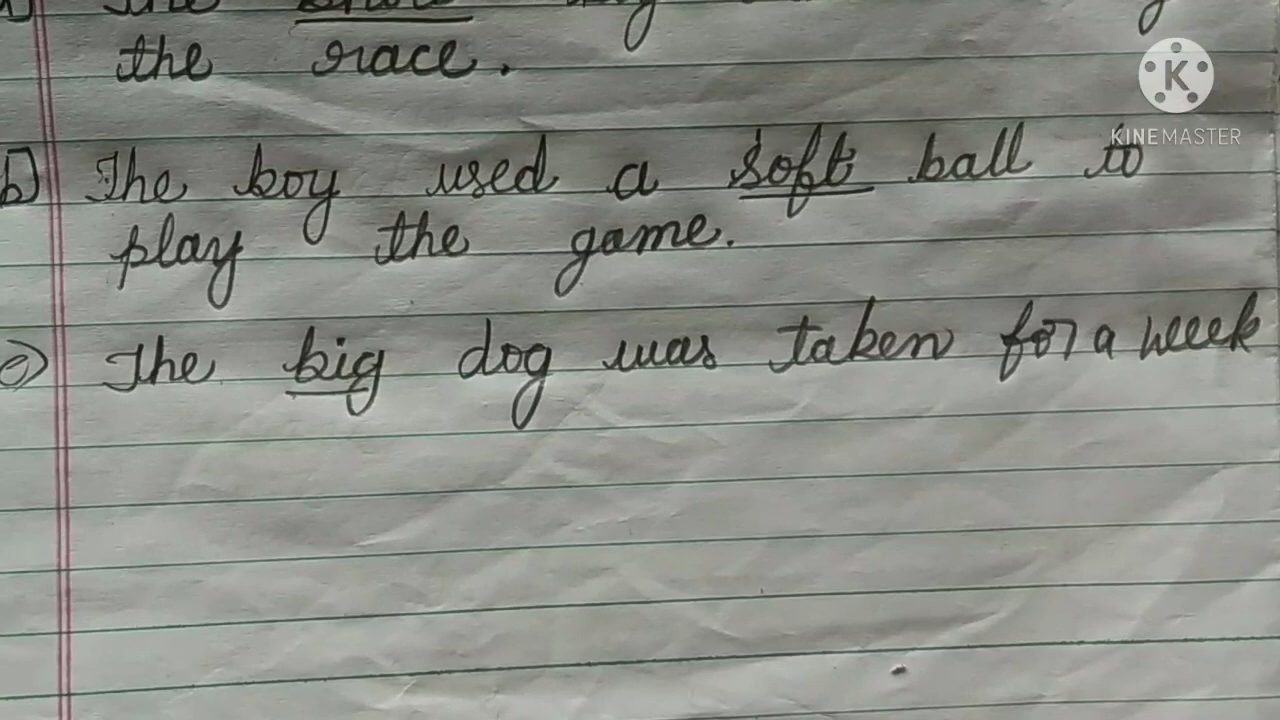 a) The
the race.
b) The boy used a soft ball to
play the game.
c) The big dog was taken for a week
KINEMASTER